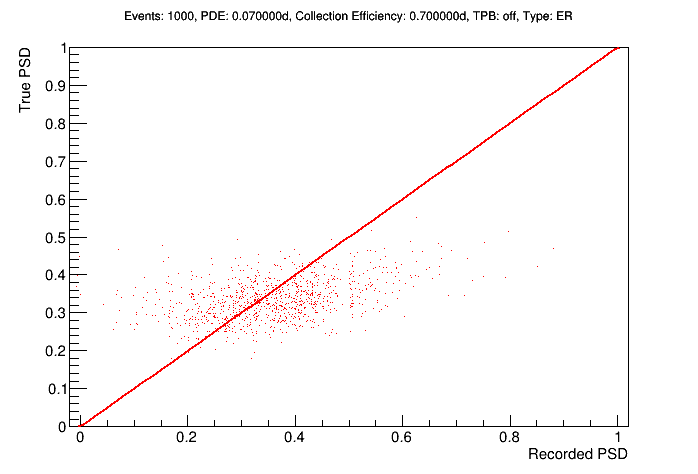 Events: 1000, PDE: 0.070000d, Collection Efficiency: 0.700000d, TPB: off, Type: ER
True PSD
1
0.9
0.8
0.7
0.6
0.5
0.4
0.3
0.2
0.1
0
0 0.2 0.4 0.6 0.8 1
Recorded PSD